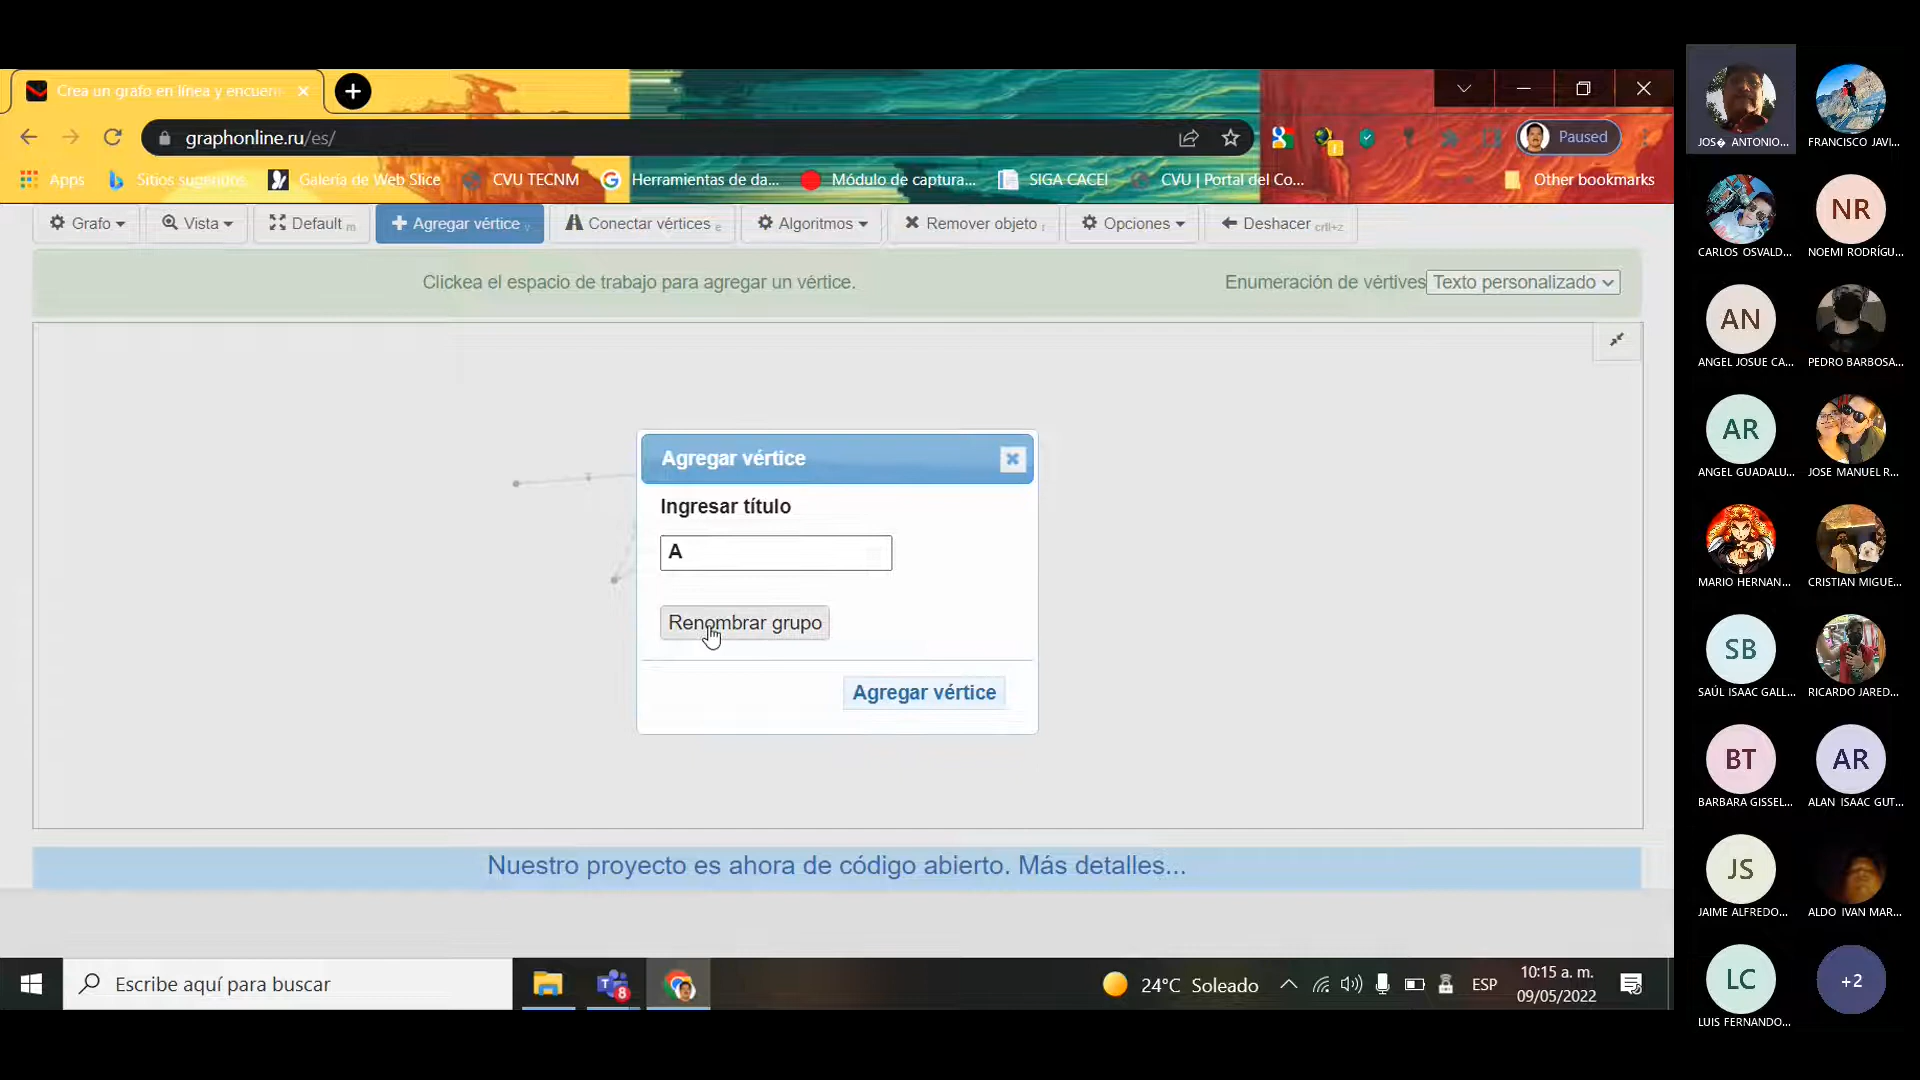 Crea un grafo en línea y encuen
graphonline.ru/es/
Paused
Apps
Sitios sugeridos
Galería de Web Slice
CVU TECNM
Herramientas de da...
Módulo de captura...
SIGA CACEI
CVU | Portal del Co...
Other bookmarks
Grafo
Vista
Default m
Agregar vértice v
Conectar vértices e
Algoritmos
Remover objeto r
Opciones
Deshacer crtl+z
Clickea el espacio de trabajo para agregar un vértice.
Enumeración de vértives
Texto personalizado
Agregar vértice
Ingresar título
A
Renombrar grupo
Agregar vértice
Nuestro proyecto es ahora de código abierto. Más detalles...
Escribe aquí para buscar
8
24°C Soleado
ESP
10:15 a. m.
09/05/2022
JOS� ANTONIO...
FRANCISCO JAVI...
CARLOS OSVALD...
NR
NOEMI RODRÍGU...
AN
ANGEL JOSUE CA...
PEDRO BARBOSA...
AR
ANGEL GUADALU...
JOSE MANUEL R...
MARIO HERNAN...
CRISTIAN MIGUE...
SB
SAÚL ISAAC GALL...
RICARDO JARED...
BT
BARBARA GISSEL...
AR
ALAN ISAAC GUT...
JS
JAIME ALFREDO...
ALDO IVAN MAR...
LC
LUIS FERNANDO...
+2